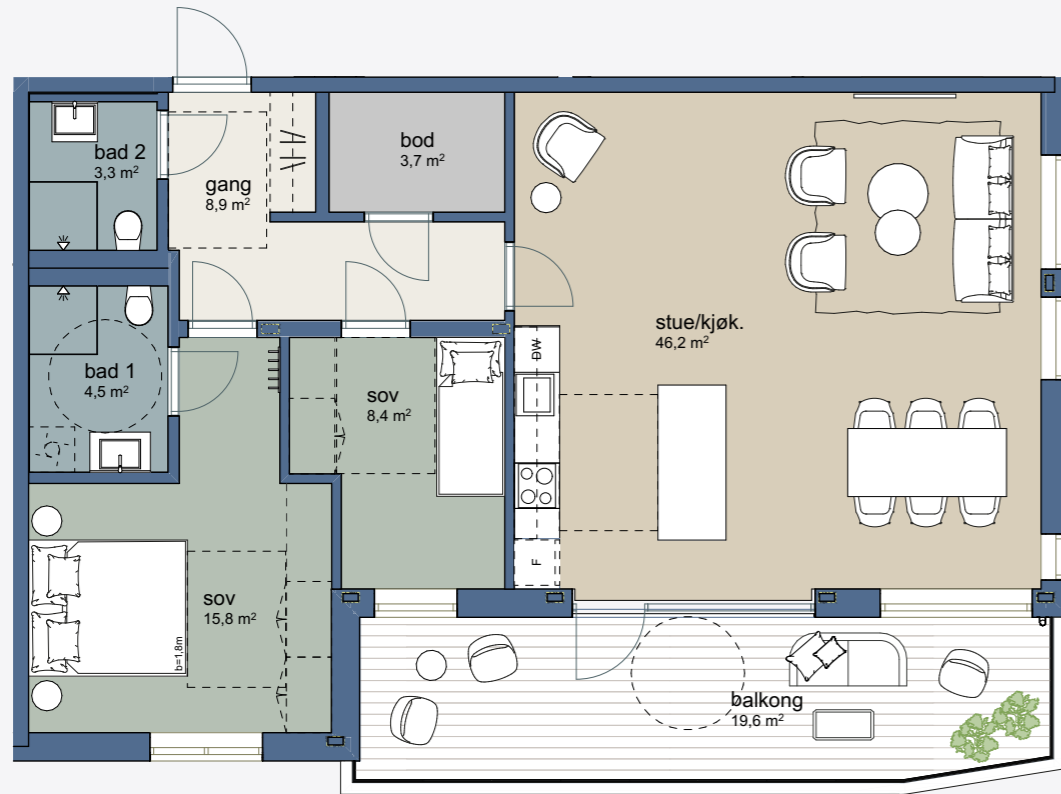 bad 2
3,3 m²
gang
8,9 m²
bod
3,7 m²
stue/kjøk.
46,2 m²
DW
bad 1
4,5 m²
sov
8,4 m²
F
sov
15,8 m²
b=1,8m
balkong
19,6 m²